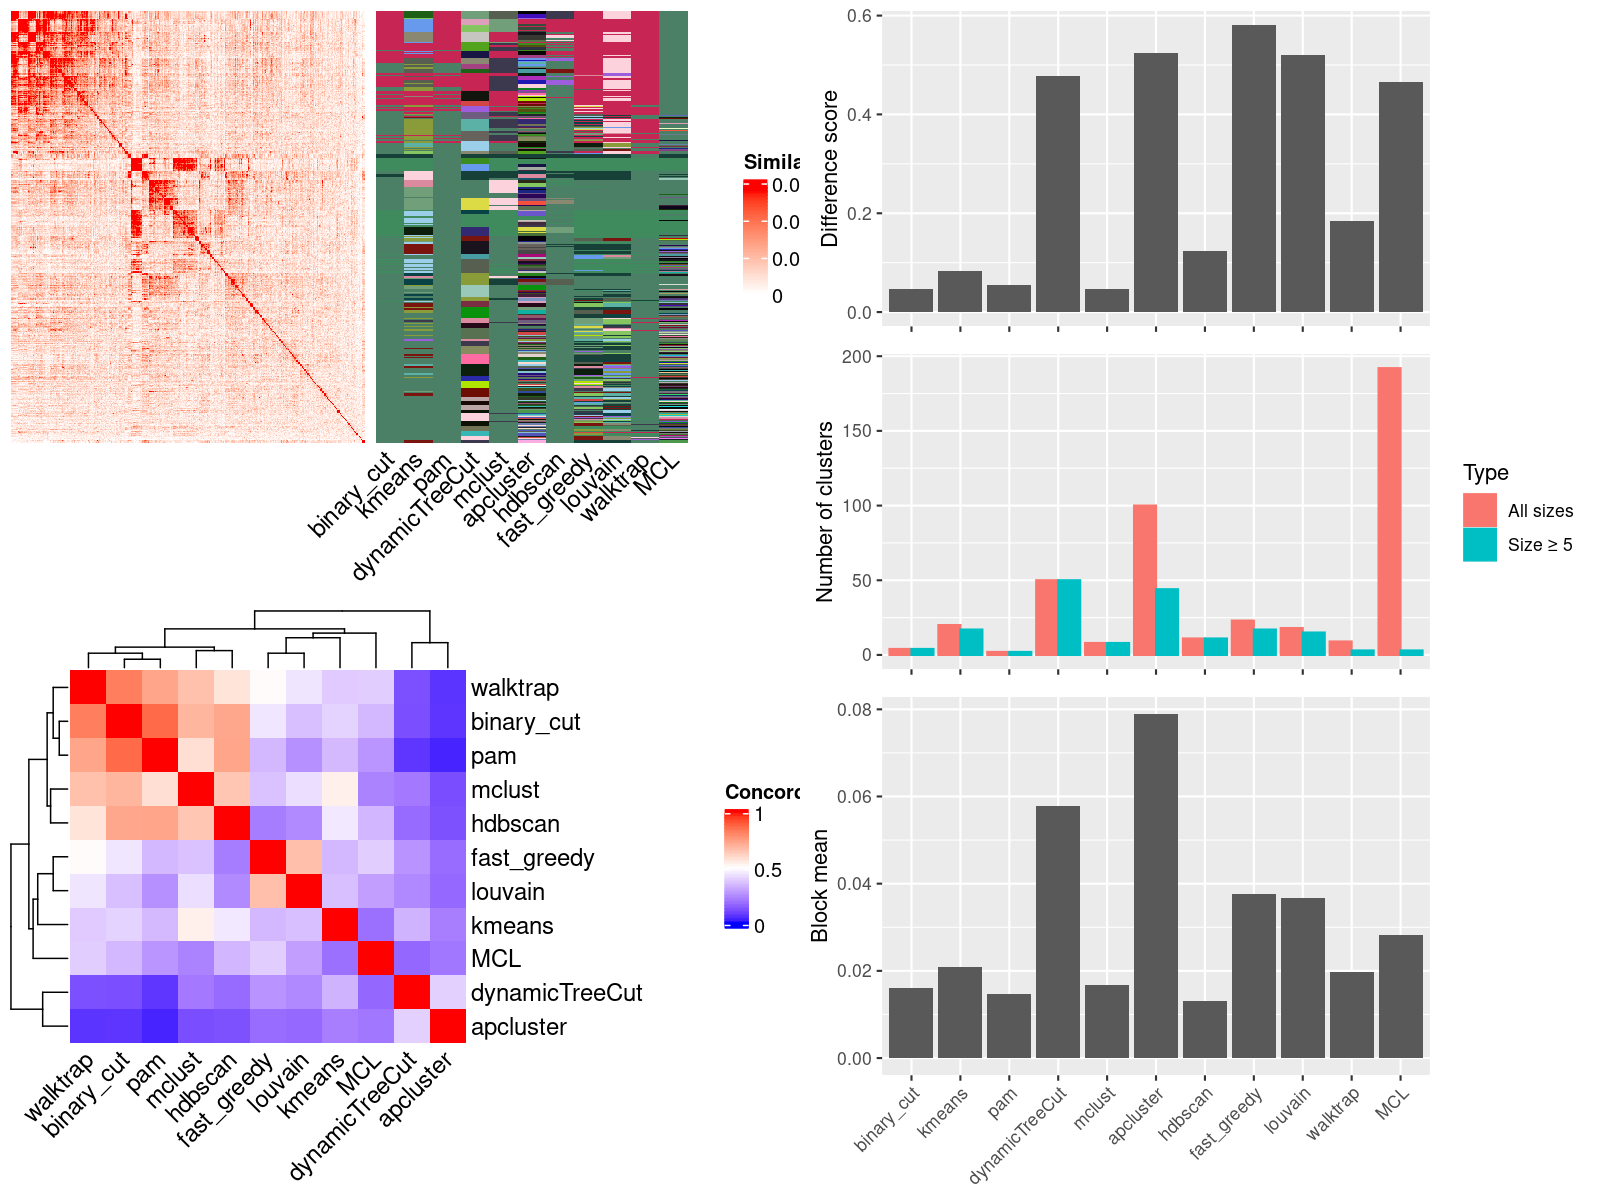 Simila
0.0
0.0
0.0
0
binary_cut
kmeans
pam
dynamicTreeCut
mclust
apcluster
hdbscan
fast_greedy
louvain
walktrap
MCL
walktrap
binary_cut
pam
mclust
hdbscan
fast_greedy
louvain
kmeans
MCL
dynamicTreeCut
apcluster
walktrap
binary_cut
pam
mclust
hdbscan
fast_greedy
louvain
kmeans
MCL
dynamicTreeCut
apcluster
Concord
1
0.5
0
Difference score
0.6
0.4
0.2
0.0
Number of clusters
200
150
100
50
0
Type
All sizes
Size ≥ 5
Block mean
0.08
0.06
0.04
0.02
0.00
binary_cut
kmeans
pam
dynamicTreeCut
mclust
apcluster
hdbscan
fast_greedy
louvain
walktrap
MCL